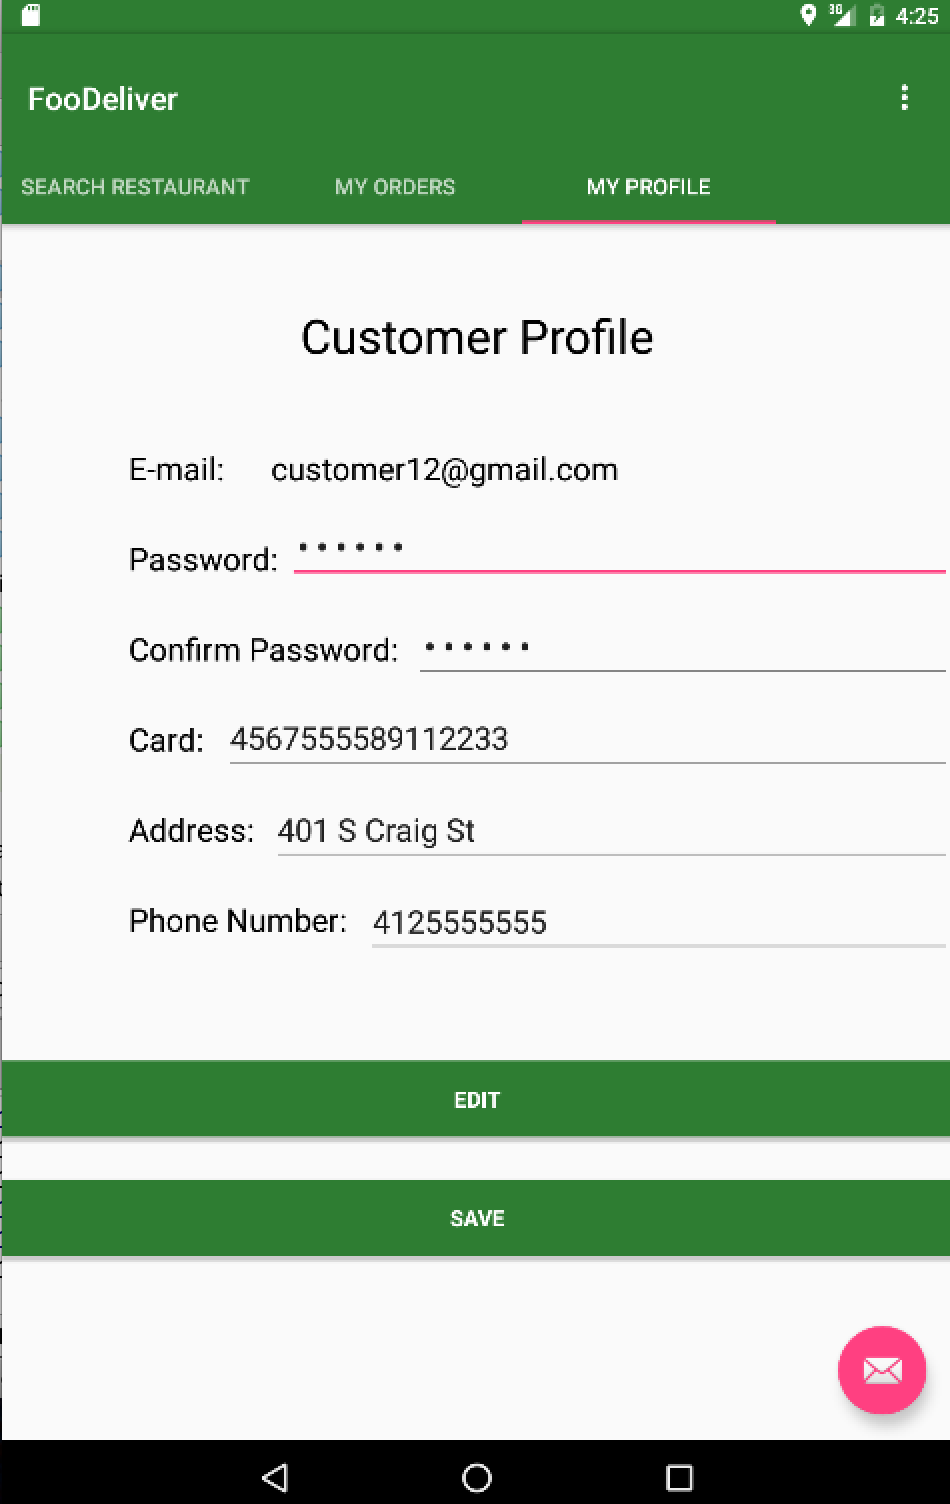 3G 4:25
FooDeliver
SEARCH RESTAURANT MY ORDERS MY PROFILE
Customer Profile
E-mail: customer12@gmail.com
Password: ••••••
Confirm Password: ••••••
Card: 4567555589112233
Address: 401 S Craig St
Phone Number: 4125555555
EDIT
SAVE